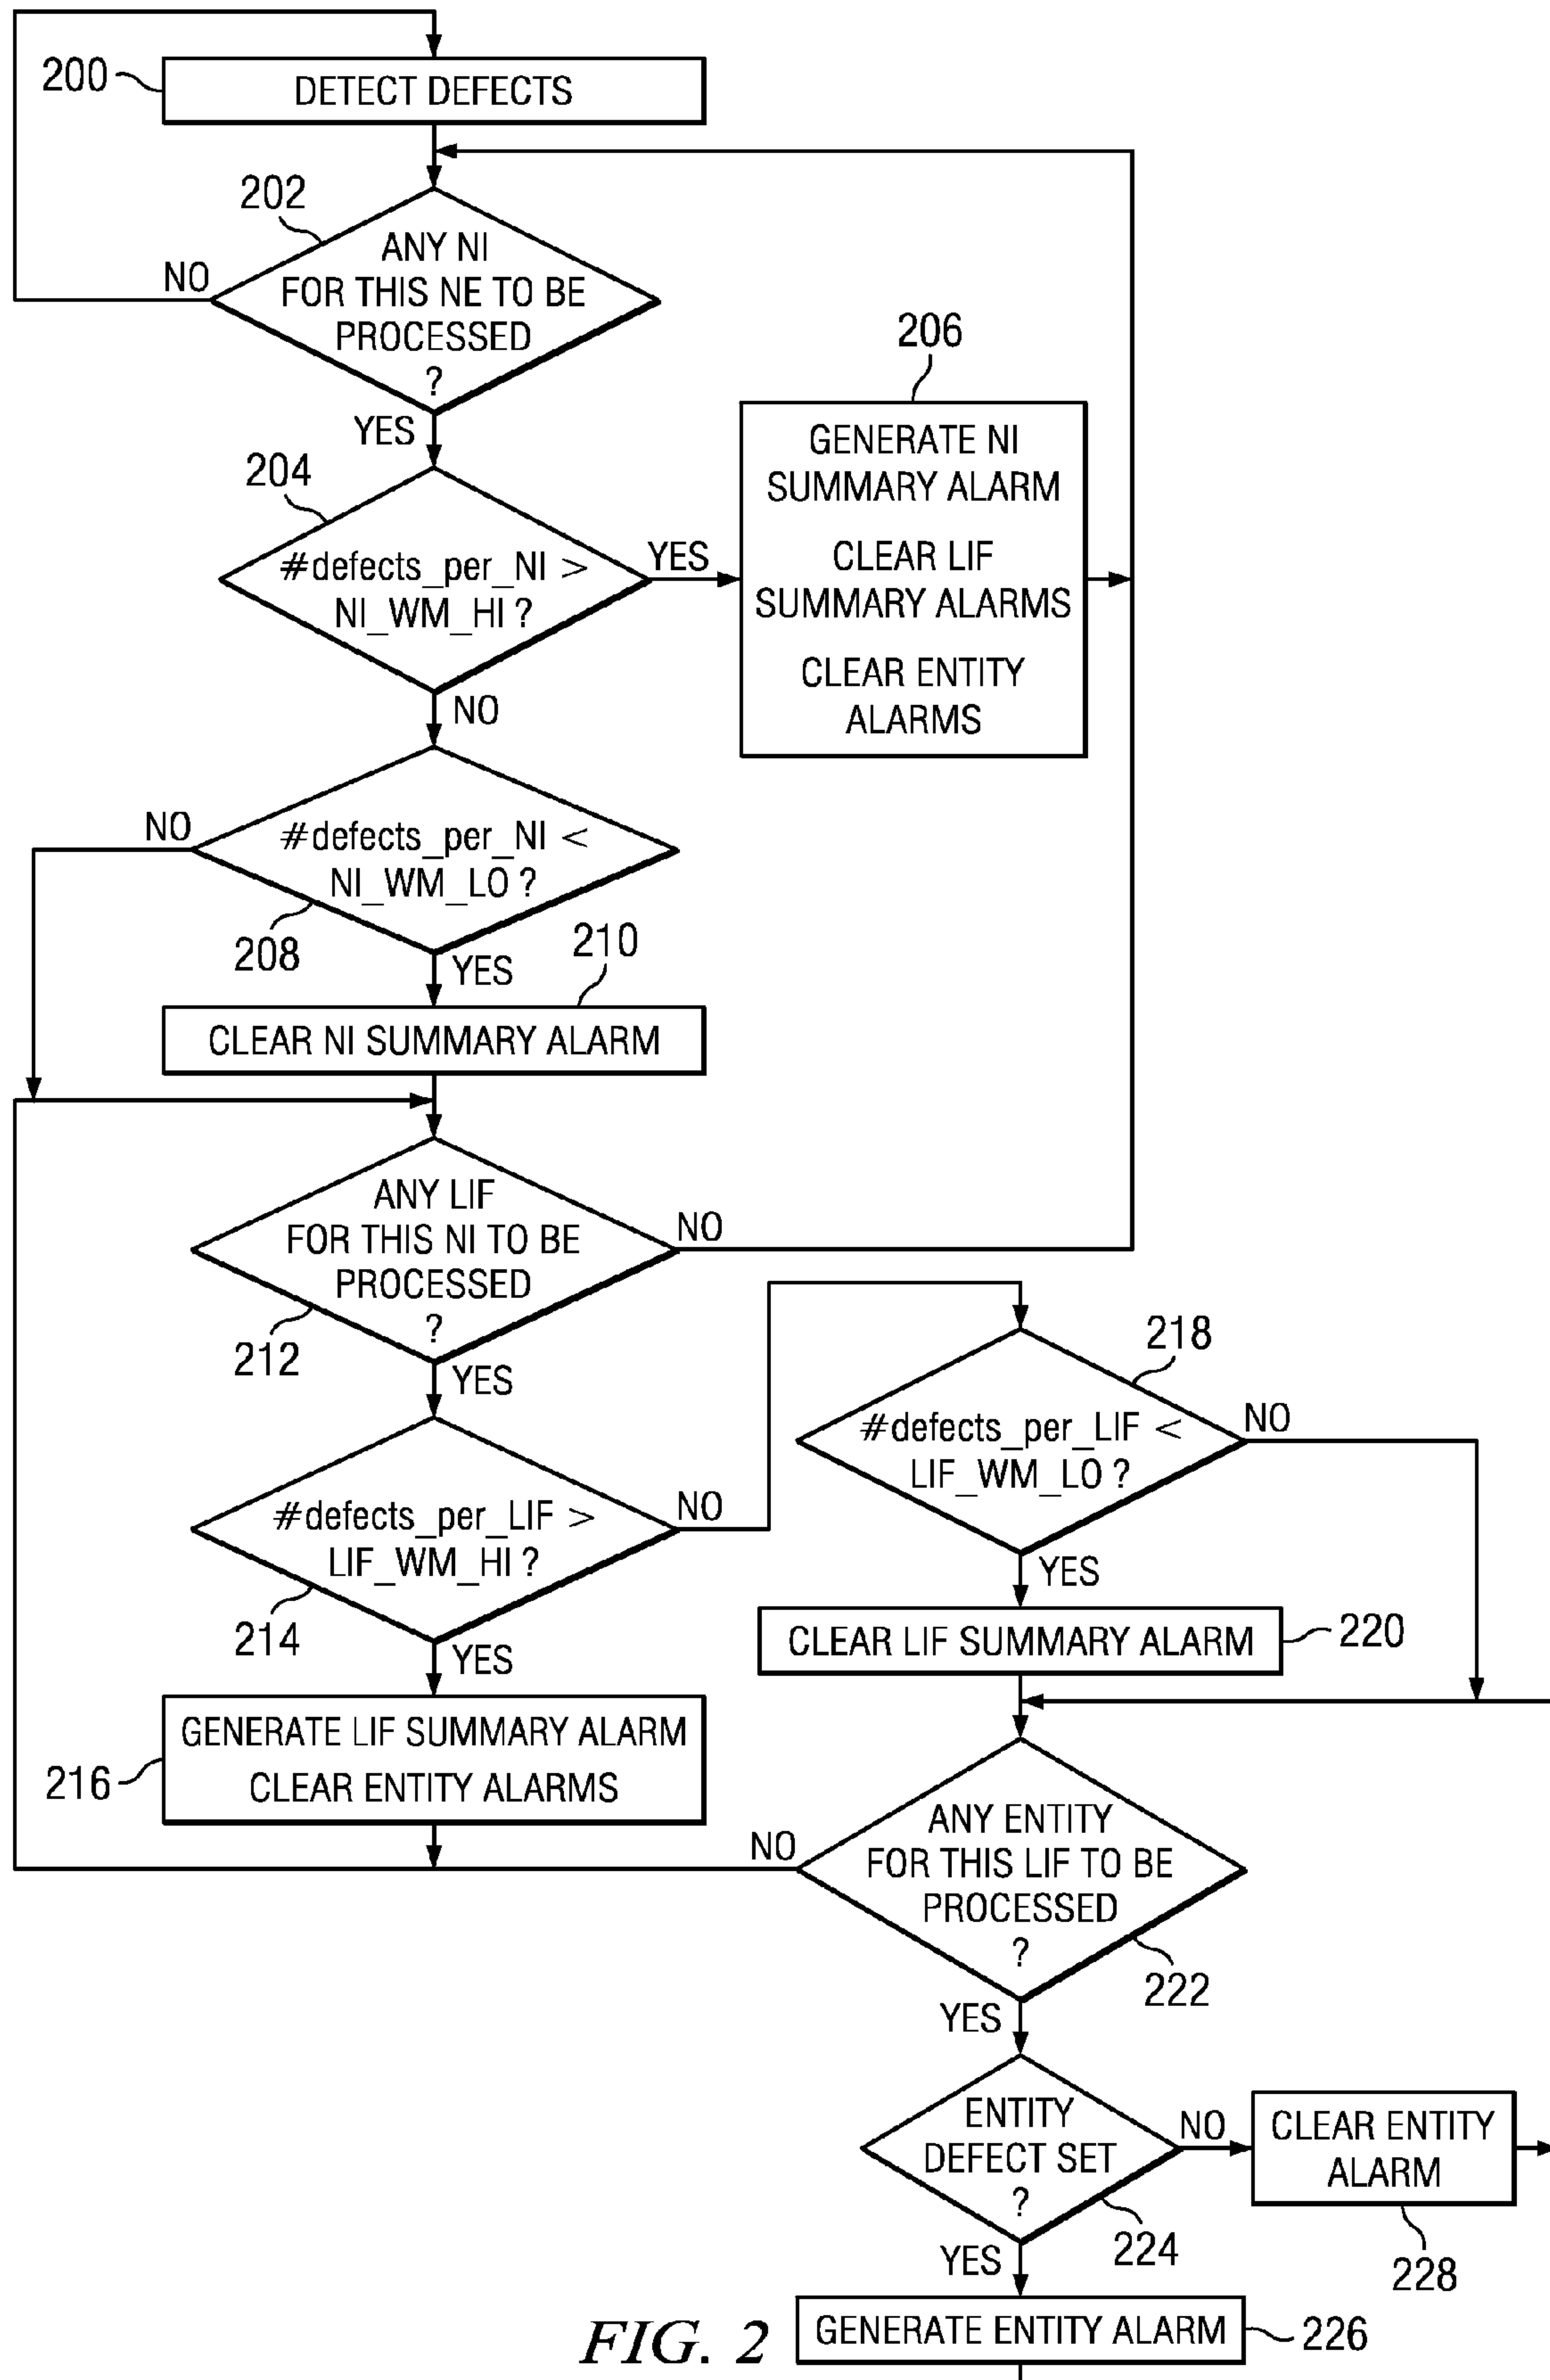 200
DETECT DEFECTS
202
ANY NI
FOR THIS NE TO BE
PROCESSED
?
NO
YES
206
GENERATE NI
SUMMARY ALARM
CLEAR LIF
SUMMARY ALARMS
CLEAR ENTITY
ALARMS
204
#defects_per_NI >
NI_WM_HI ?
YES
NO
#defects_per_NI <
NI_WM_LO ?
NO
208
YES
210
CLEAR NI SUMMARY ALARM
ANY LIF
FOR THIS NI TO BE
PROCESSED
?
NO
212
YES
218
#defects_per_LIF <
LIF_WM_LO ?
NO
YES
#defects_per_LIF >
LIF_WM_HI ?
NO
214
YES
CLEAR LIF SUMMARY ALARM
220
GENERATE LIF SUMMARY ALARM
CLEAR ENTITY ALARMS
216
ANY ENTITY
FOR THIS LIF TO BE
PROCESSED
?
NO
222
YES
ENTITY
DEFECT SET
?
NO
CLEAR ENTITY
ALARM
224
228
YES
GENERATE ENTITY ALARM
226
FIG. 2